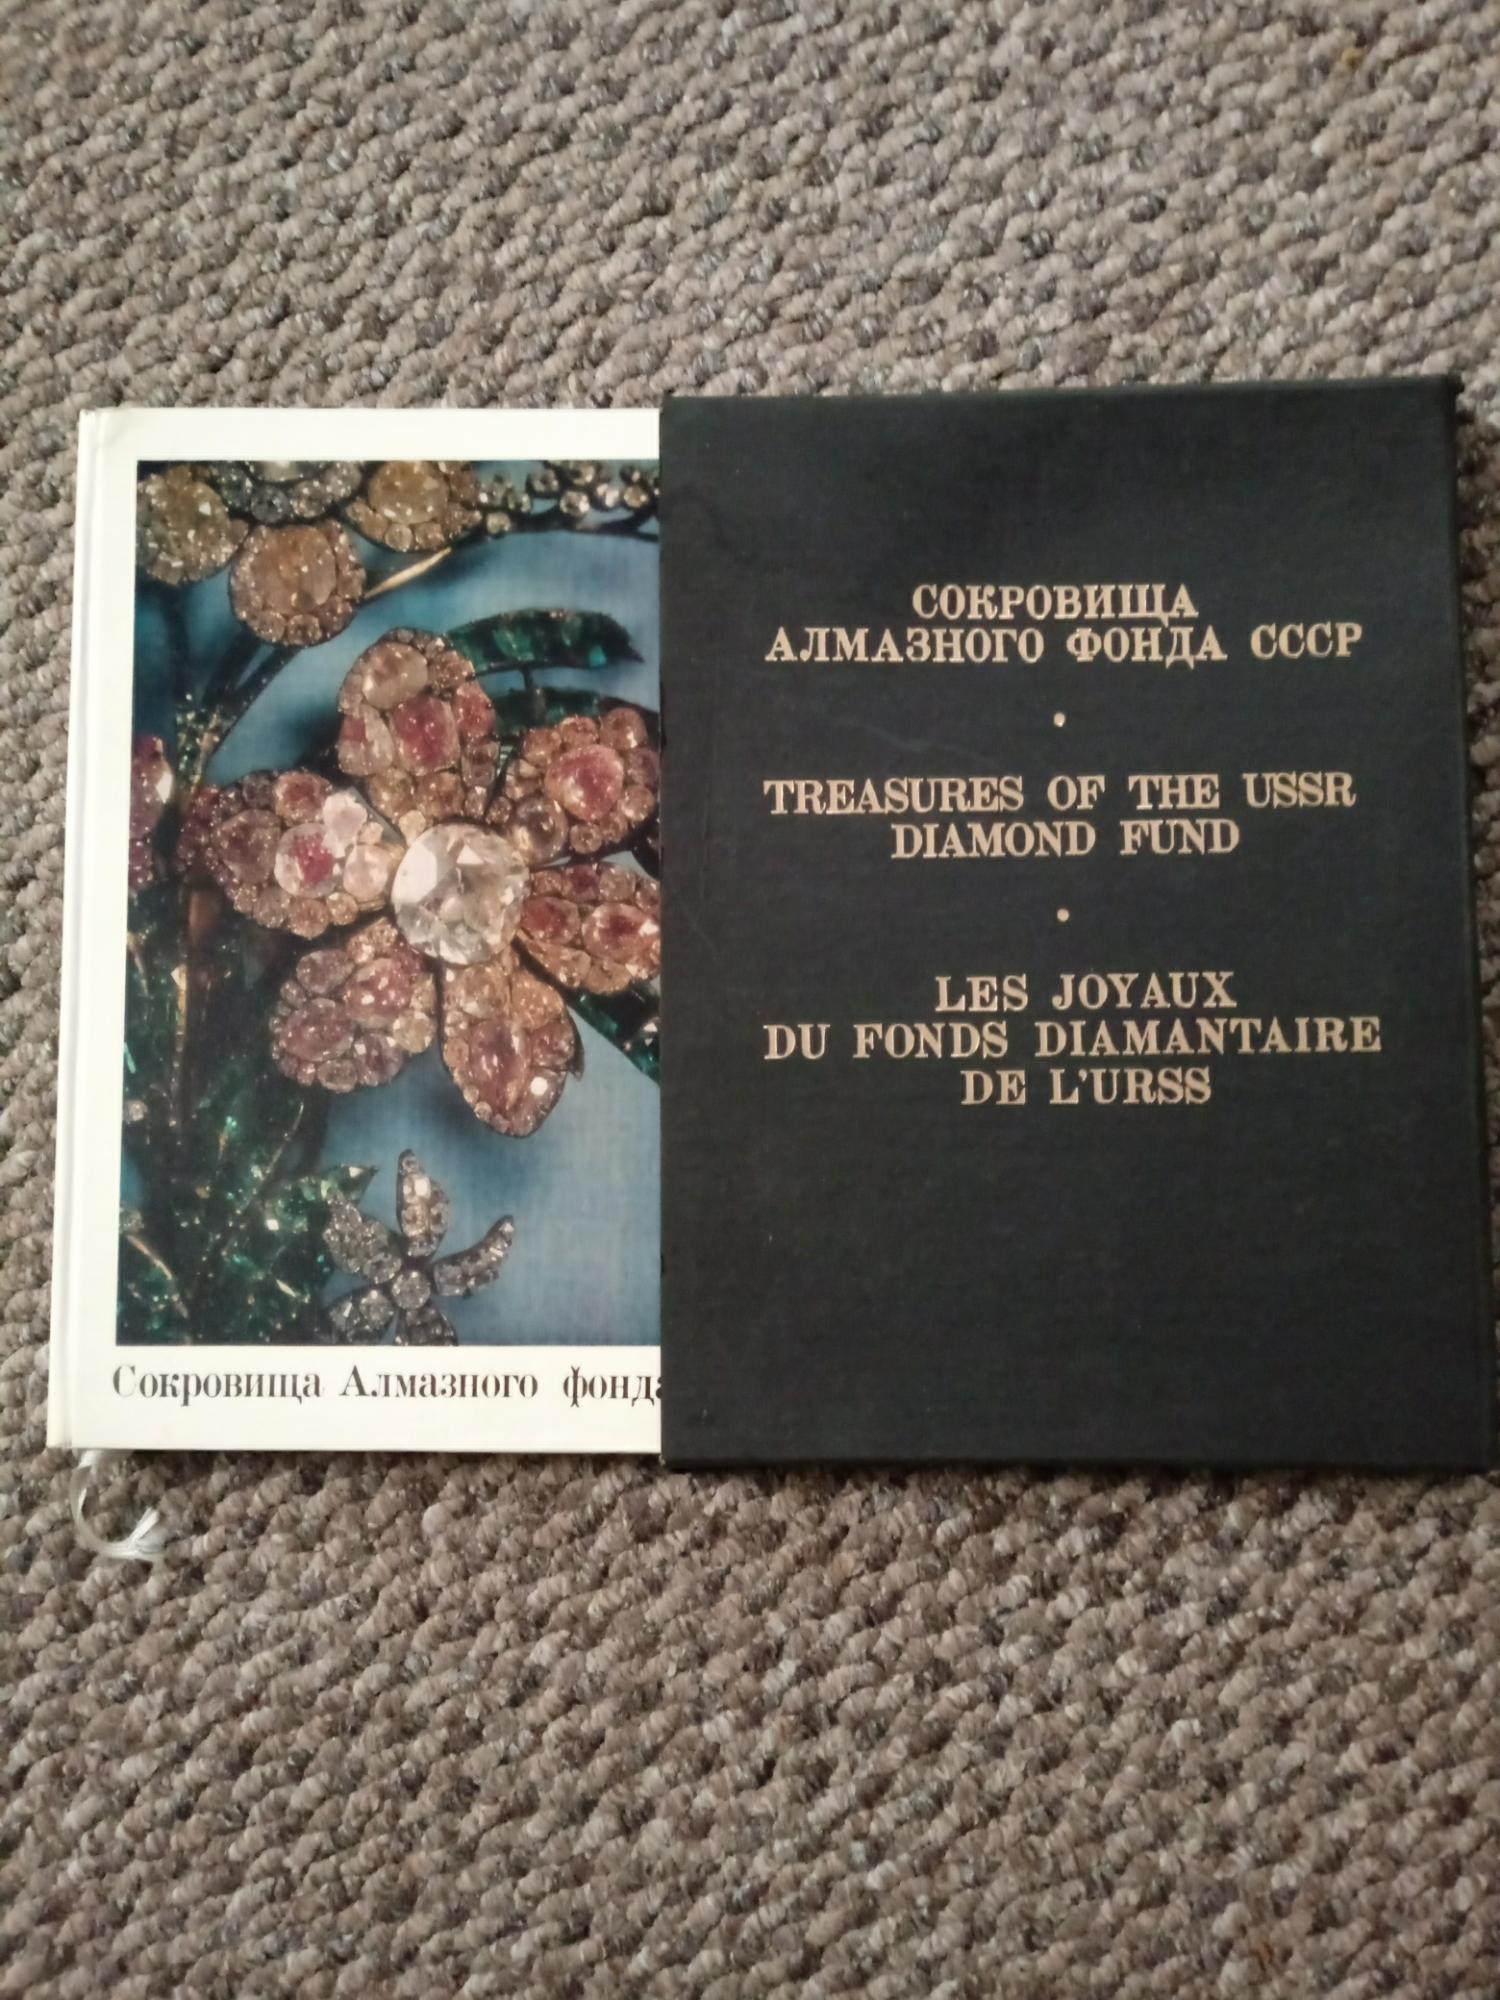 СОКРОВИЩА
АЛМАЗНОГО ФОНДА СССР
TREASURES OF THE USSR
DIAMOND FUND
LES JOYAUX
DU FONDS DIAMANTAIRE
DE L'URSS
Сокровища Алмазного фонда